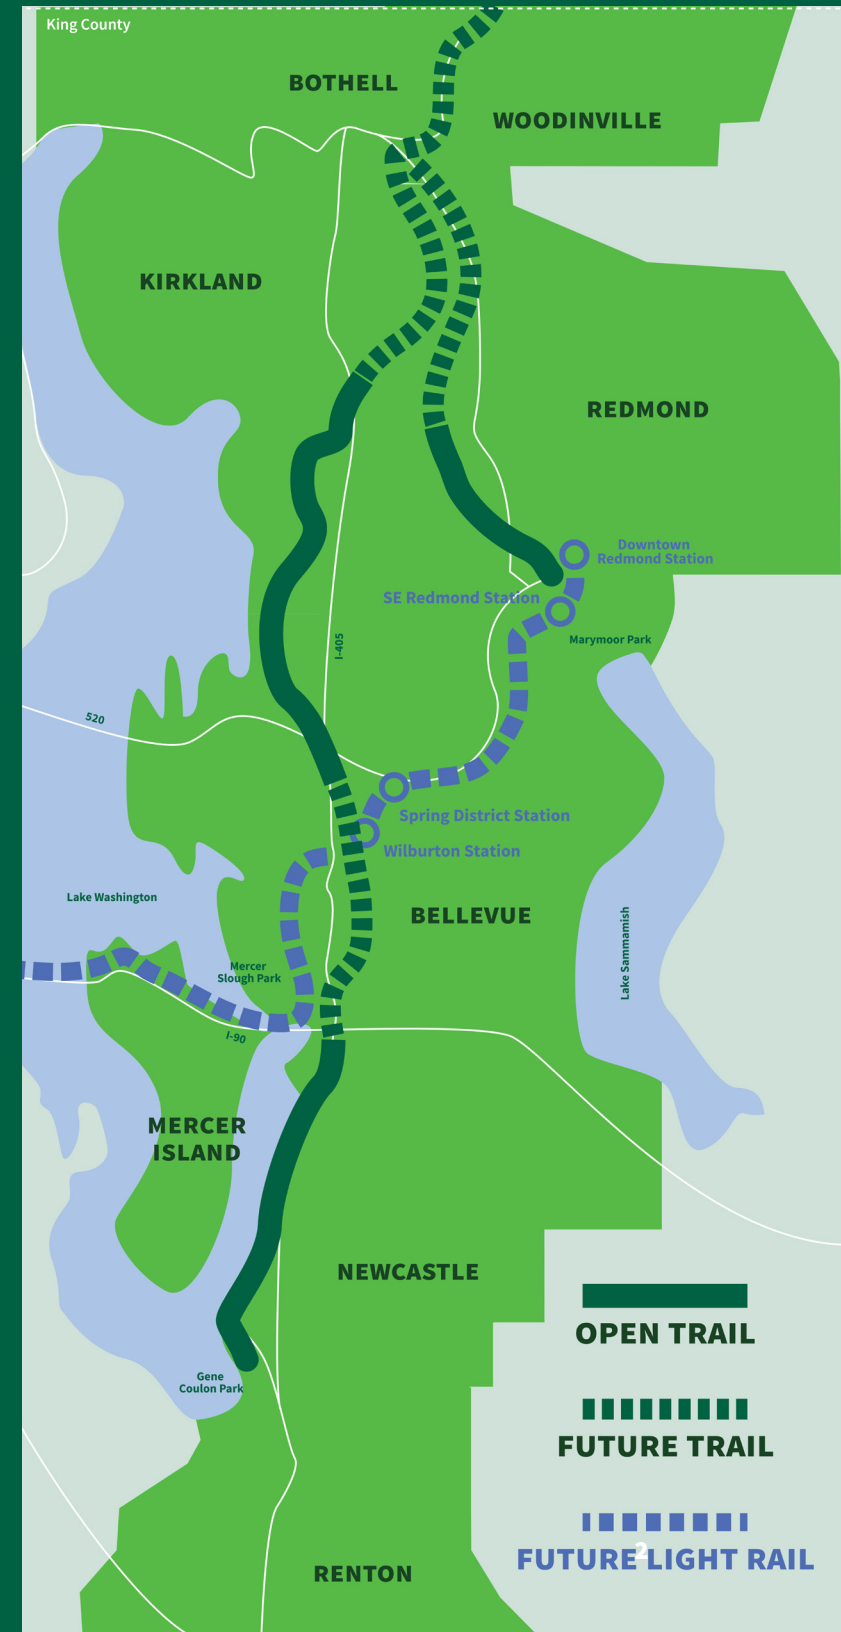 King County
BOTHELL
WOODINVILLE
KIRKLAND
REDMOND
Downtown
Redmond Station
SE Redmond Station
Marymoor Park
I-405
520
Spring District Station
Wilburton Station
Lake Washington
BELLEVUE
Lake Sammamish
Mercer
Slough Park
I-90
MERCER
ISLAND
NEWCASTLE
OPEN TRAIL
Gene
Coulon Park
FUTURE TRAIL
2
FUTURE LIGHT RAIL
RENTON